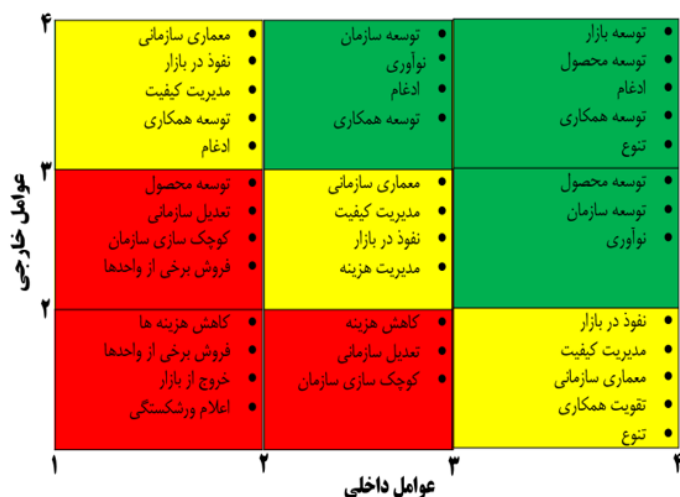 ۴
توسعه بازار
توسعه محصول
ادغام
توسعه همکاری
تنوع
توسعه سازمان
نوآوری
ادغام
توسعه همکاری
معماری سازمانی
نفوذ در بازار
مدیریت کیفیت
توسعه همکاری
ادغام
۳
توسعه محصول
توسعه سازمان
نوآوری
معماری سازمانی
مدیریت کیفیت
نفوذ در بازار
مدیریت هزینه
توسعه محصول
تعدیل سازمانی
کوچک سازی سازمان
فروش برخی از واحدها
عوامل خارجی
۲
نفوذ در بازار
مدیریت کیفیت
معماری سازمانی
تقویت همکاری
تنوع
کاهش هزینه
تعدیل سازمانی
کوچک سازی سازمان
کاهش هزینه ها
فروش برخی از واحدها
خروج از بازار
اعلام ورشکستگی
۱
۲
۳
۴
عوامل داخلی